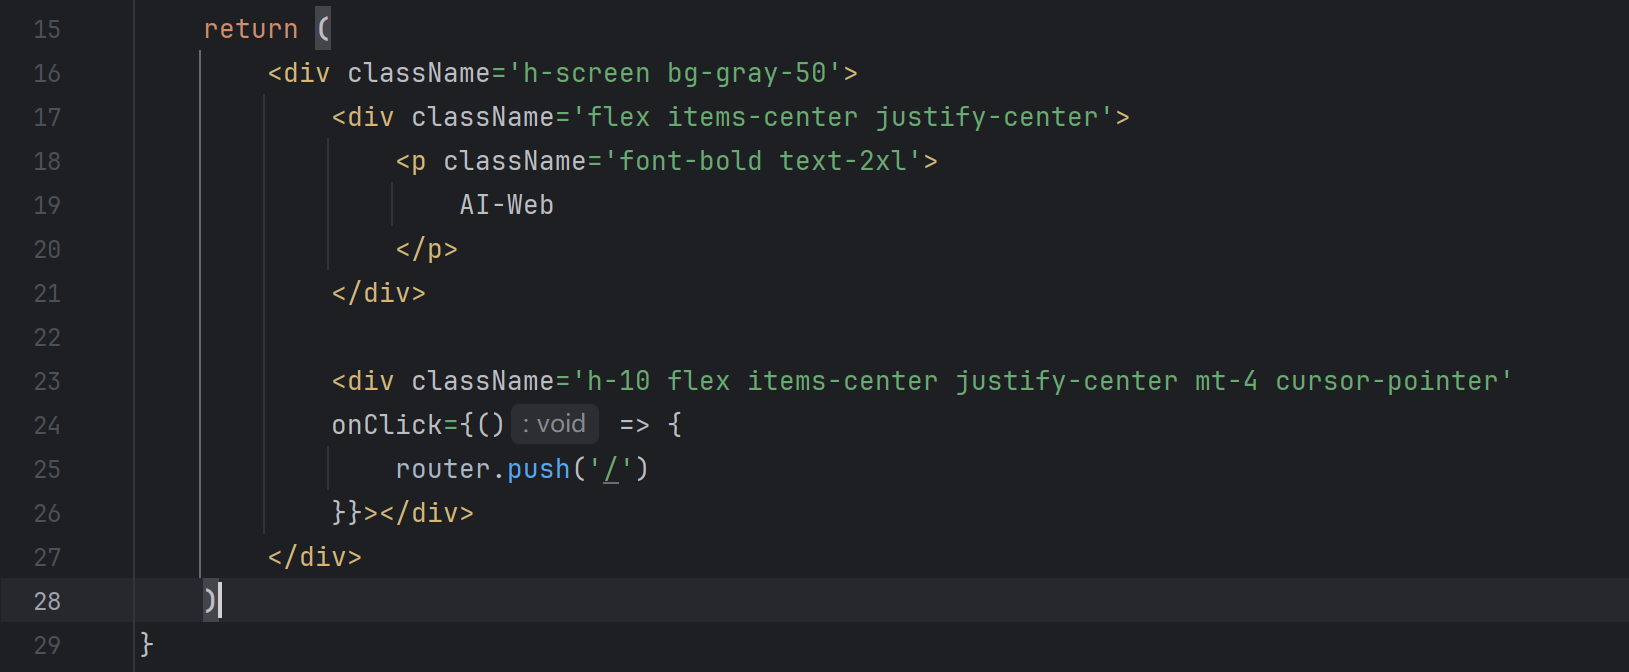 15 return (
16 <div className='h-screen bg-gray-50'>
17 <div className='flex items-center justify-center'>
18 <p className='font-bold text-2xl'>
19 AI-Web
20 </p>
21 </div>
22
23 <div className='h-10 flex items-center justify-center mt-4 cursor-pointer'
24 onClick={() : void => {
25 router.push('/')
26 }}></div>
27 </div>
28 )
29 }